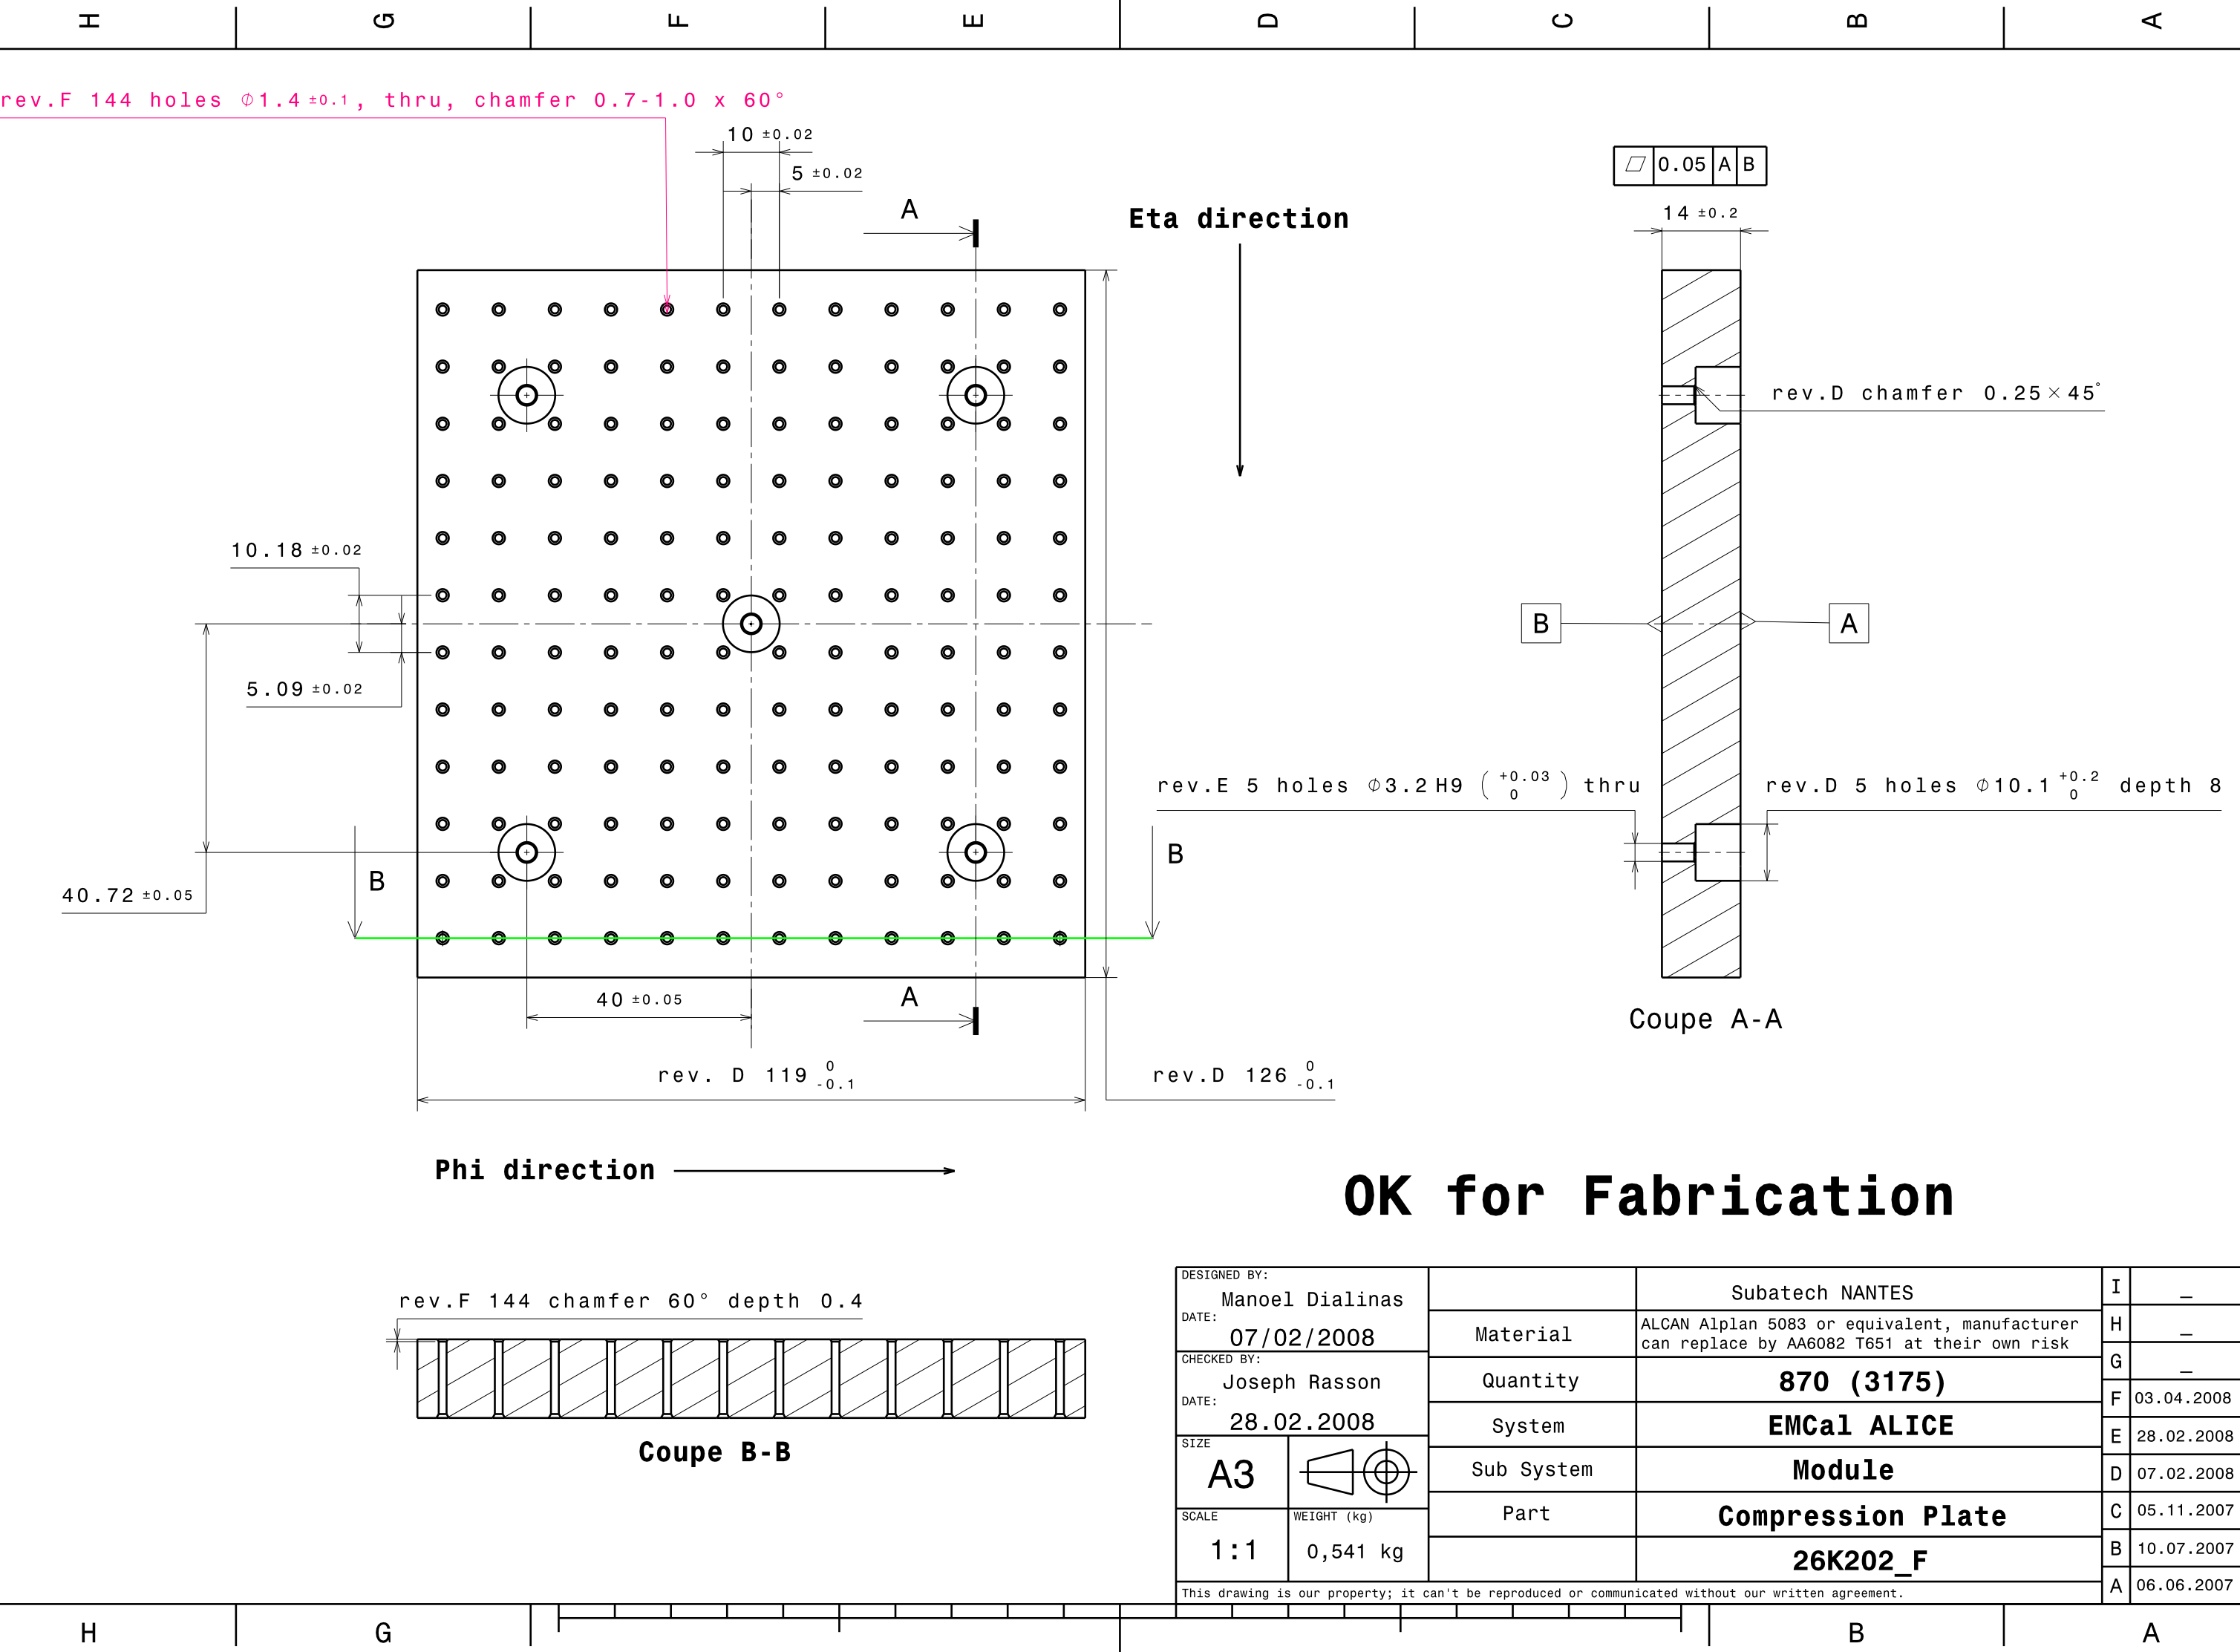 H G F E D C B A
rev.F 144 holes ∅1.4 ±0.1, thru, chamfer 0.7-1.0 x 60°
10 ±0.02
5 ±0.02
A
Eta direction
⏥ 0.05 A B
14 ±0.2
rev.D chamfer 0.25×45°
10.18 ±0.02
5.09 ±0.02
B
A
rev.E 5 holes ∅3.2 H9 (+0.03 0) thru
rev.D 5 holes ∅10.1 +0.2 0 depth 8
B
B
40.72 ±0.05
40 ±0.05
A
Coupe A-A
rev. D 119 0 -0.1
rev.D 126 0 -0.1
Phi direction
OK for Fabrication
rev.F 144 chamfer 60° depth 0.4
Coupe B-B
DESIGNED BY:
Manoel Dialinas
DATE:
07/02/2008
CHECKED BY:
Joseph Rasson
DATE:
28.02.2008
SIZE
A3
SCALE
1:1
WEIGHT (kg)
0,541 kg
Subatech NANTES
Material
ALCAN Alplan 5083 or equivalent, manufacturer
can replace by AA6082 T651 at their own risk
Quantity
870 (3175)
System
EMCal ALICE
Sub System
Module
Part
Compression Plate
26K202_F
I _
H _
G _
F 03.04.2008
E 28.02.2008
D 07.02.2008
C 05.11.2007
B 10.07.2007
A 06.06.2007
This drawing is our property; it can't be reproduced or communicated without our written agreement.
H G B A